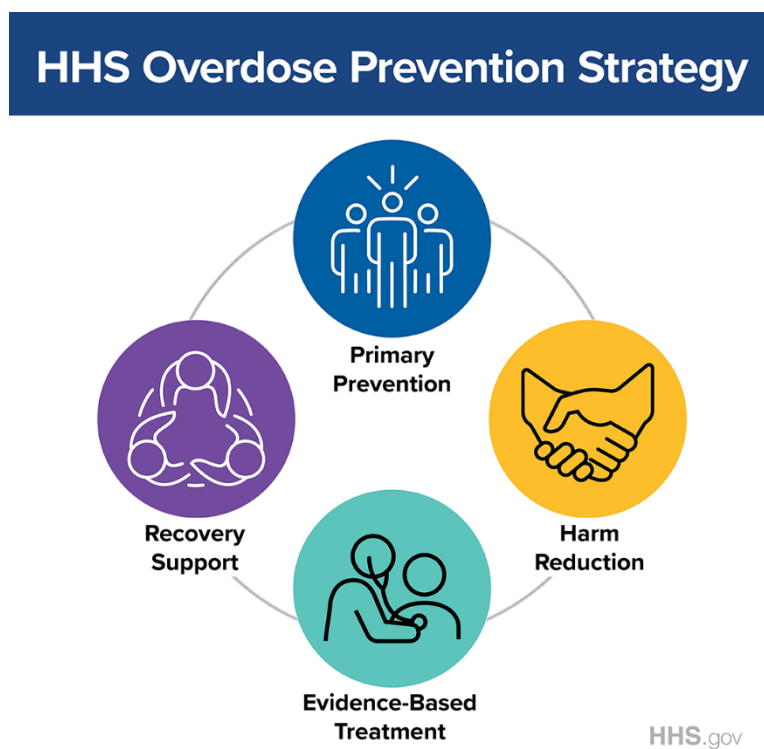 HHS Overdose Prevention Strategy
Primary
Prevention
Recovery
Support
Harm
Reduction
Evidence-Based
Treatment
HHS.gov